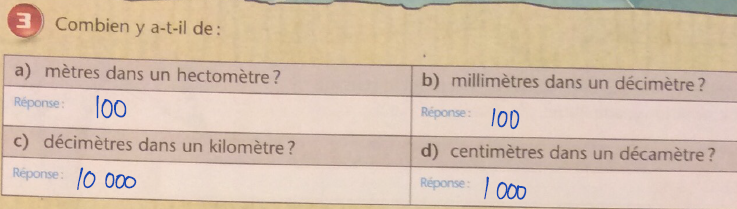 3 Combien y a-t-il de :
a) mètres dans un hectomètre ?
Réponse : 100
b) millimètres dans un décimètre ?
Réponse : 100
c) décimètres dans un kilomètre ?
Réponse : 10 000
d) centimètres dans un décamètre ?
Réponse : 1 000